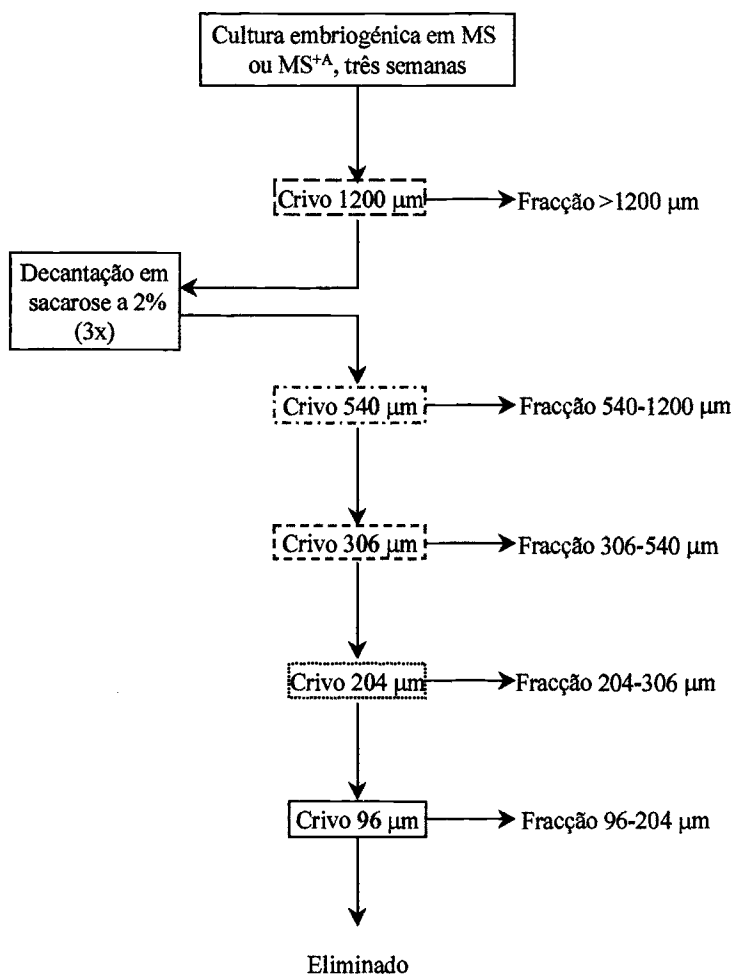 Cultura embriogénica em MS
ou MS⁺ᴬ, três semanas
Crivo 1200 µm
Fracção >1200 µm
Decantação em
sacarose a 2%
(3x)
Crivo 540 µm
Fracção 540-1200 µm
Crivo 306 µm
Fracção 306-540 µm
Crivo 204 µm
Fracção 204-306 µm
Crivo 96 µm
Fracção 96-204 µm
Eliminado